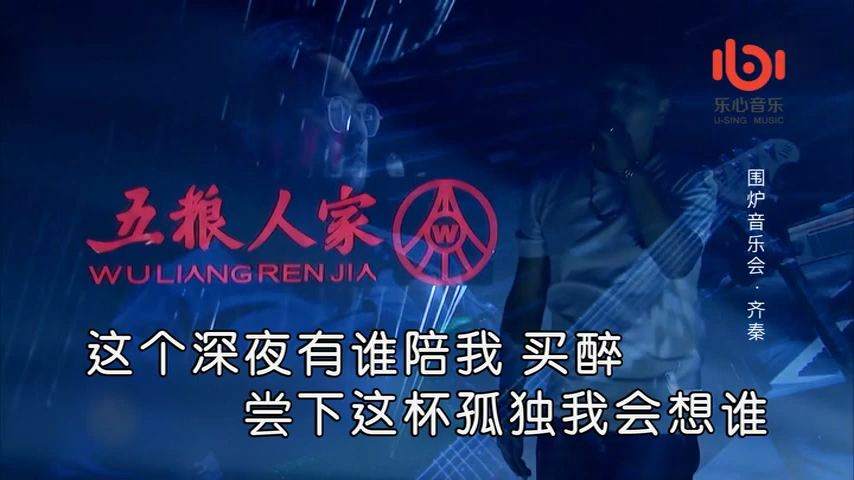 乐心音乐
U-SING MUSIC
围炉音乐会·齐秦
五粮人家
WULIANGRENJIA
W
这个深夜有谁陪我 买醉
尝下这杯孤独我会想谁